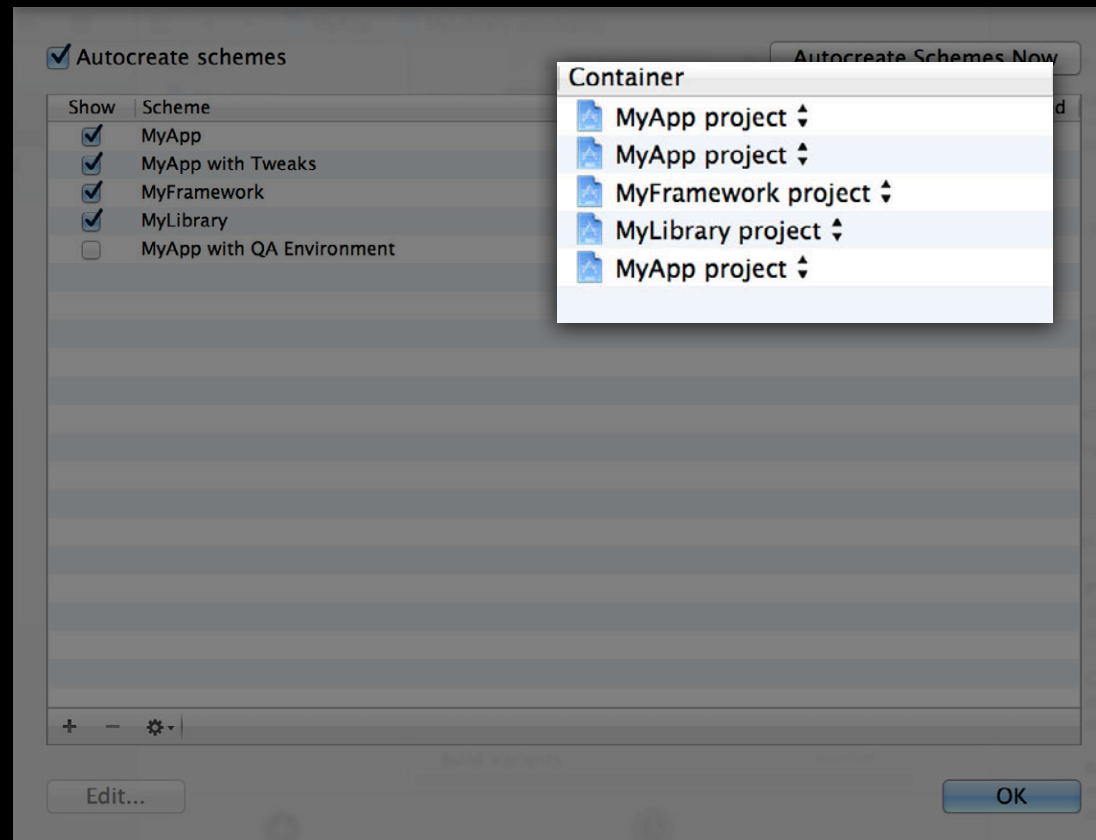 Autocreate schemes
Autocreate Schemes Now
Show Scheme
Container
MyApp
MyApp project
MyApp with Tweaks
MyApp project
MyFramework
MyFramework project
MyLibrary
MyLibrary project
MyApp with QA Environment
MyApp project
Edit...
OK